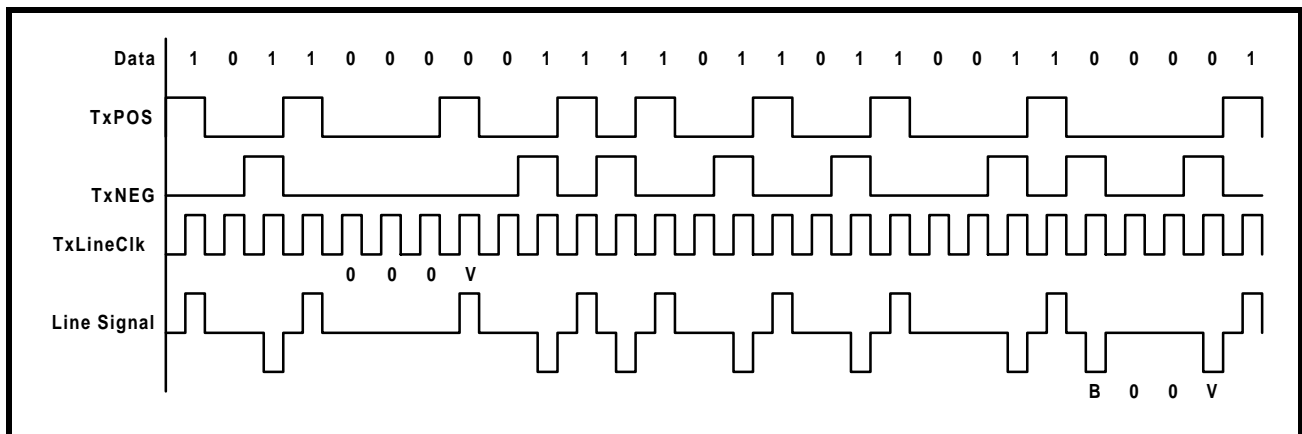 Data 1 0 1 1 0 0 0 0 0 1 1 1 1 0 1 1 0 1 1 0 0 1 1 0 0 0 0 1
TxPOS
TxNEG
TxLineClk
0 0 0 V
Line Signal
B 0 0 V